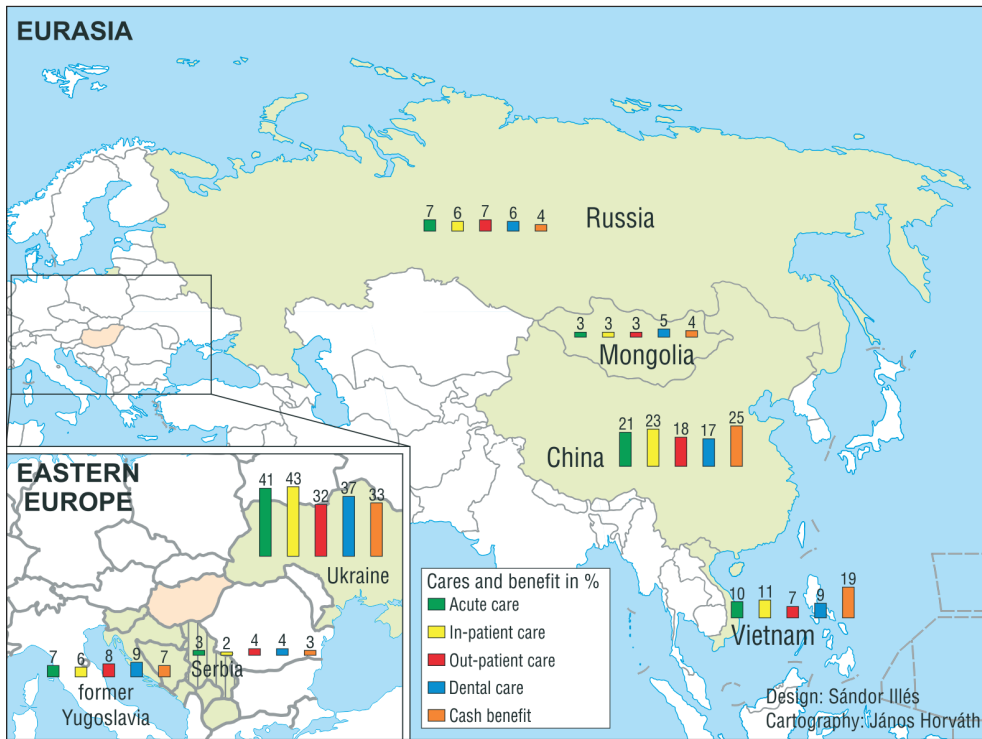 EURASIA
7 6 7 6 4
Russia
3 3 3 5 4
Mongolia
21 23 18 17 25
China
10 11 7 9 19
Vietnam
EASTERN
EUROPE
41 43 32 37 33
Ukraine
3 2 4 4 3
Serbia
7 6 8 9 7
former
Yugoslavia
Cares and benefit in %
Acute care
In-patient care
Out-patient care
Dental care
Cash benefit
Design: Sándor Illés
Cartography: János Horváth